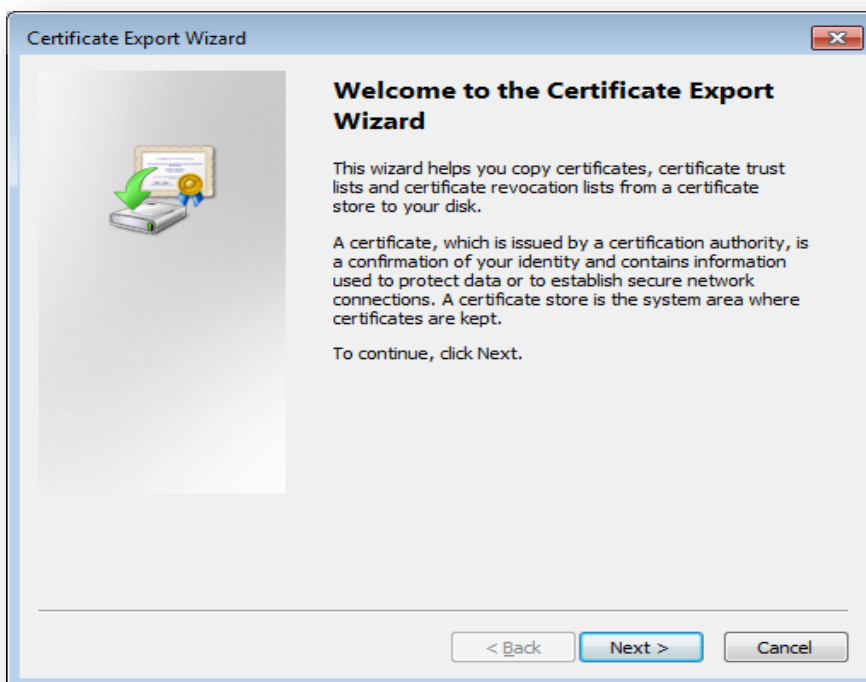 Certificate Export Wizard
Welcome to the Certificate Export
Wizard
This wizard helps you copy certificates, certificate trust
lists and certificate revocation lists from a certificate
store to your disk.
A certificate, which is issued by a certification authority, is
a confirmation of your identity and contains information
used to protect data or to establish secure network
connections. A certificate store is the system area where
certificates are kept.
To continue, click Next.
< Back
Next >
Cancel